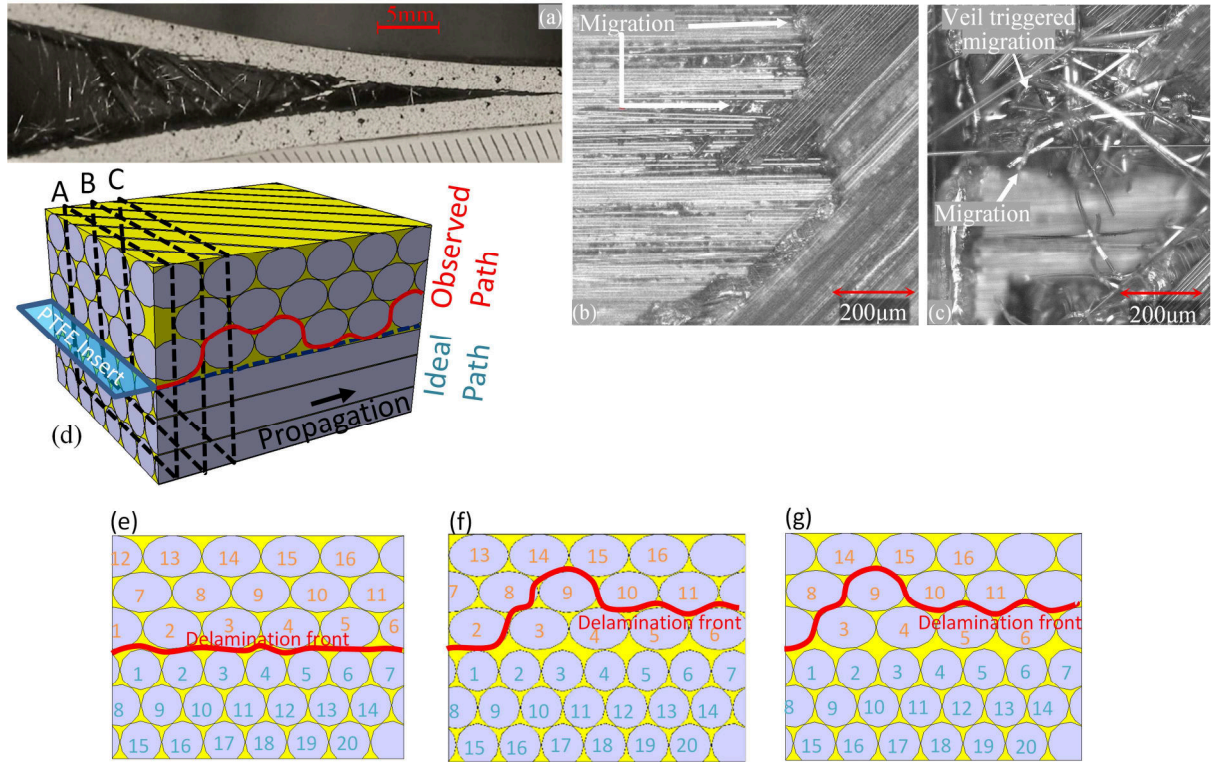 5mm
(a)
Migration
(b)
200µm
Veil triggered
migration
Migration
(c)
200µm
A
B
C
PTFE Insert
Observed
Path
Ideal
Path
Propagation
(d)
(e)
12 13 14 15 16
7 8 9 10 11
1 2 3 4 5 6
Delamination front
1 2 3 4 5 6 7
8 9 10 11 12 13 14
15 16 17 18 19 20
(f)
13 14 15 16
7 8 9 10 11
2 3 4 5 6
Delamination front
1 2 3 4 5 6 7
8 9 10 11 12 13 14
15 16 17 18 19 20
(g)
14 15 16
8 9 10 11
3 4 5 6
Delamination front
1 2 3 4 5 6 7
8 9 10 11 12 13 14
15 16 17 18 19 20